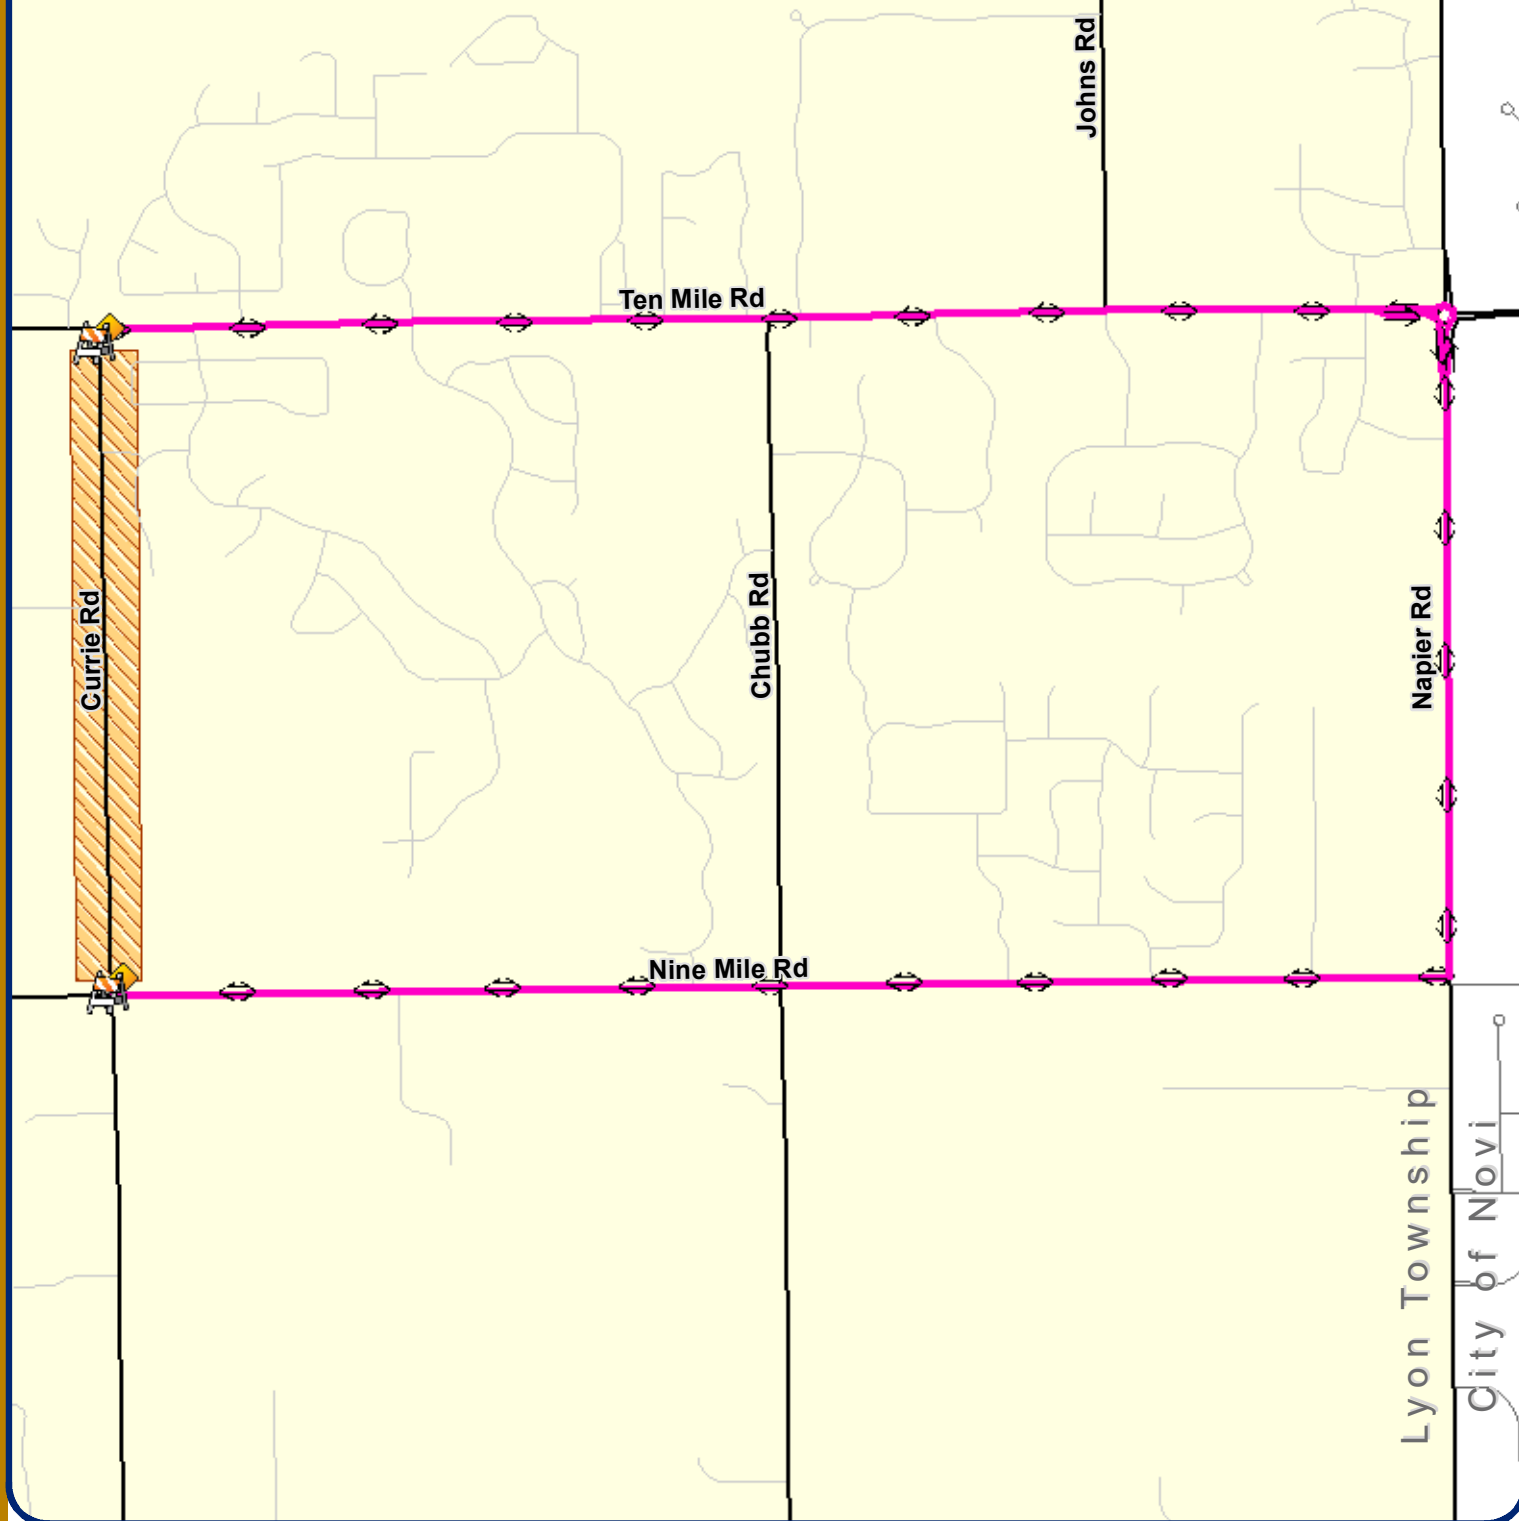 Johns Rd
Ten Mile Rd
Currie Rd
Chubb Rd
Napier Rd
Nine Mile Rd
Lyon Township
City of Novi